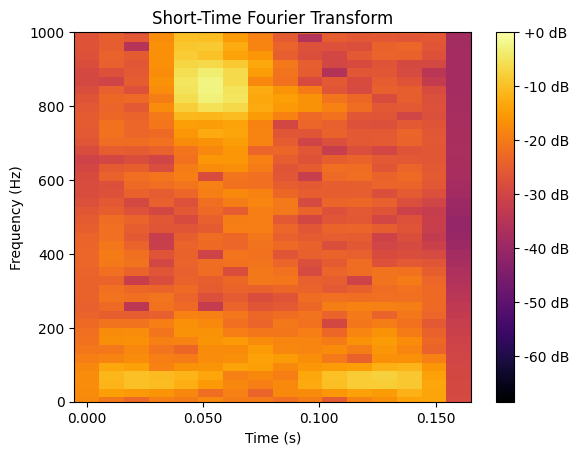 Short-Time Fourier Transform
1000
800
600
400
200
0
Frequency (Hz)
0.000
0.050
0.100
0.150
Time (s)
+0 dB
-10 dB
-20 dB
-30 dB
-40 dB
-50 dB
-60 dB